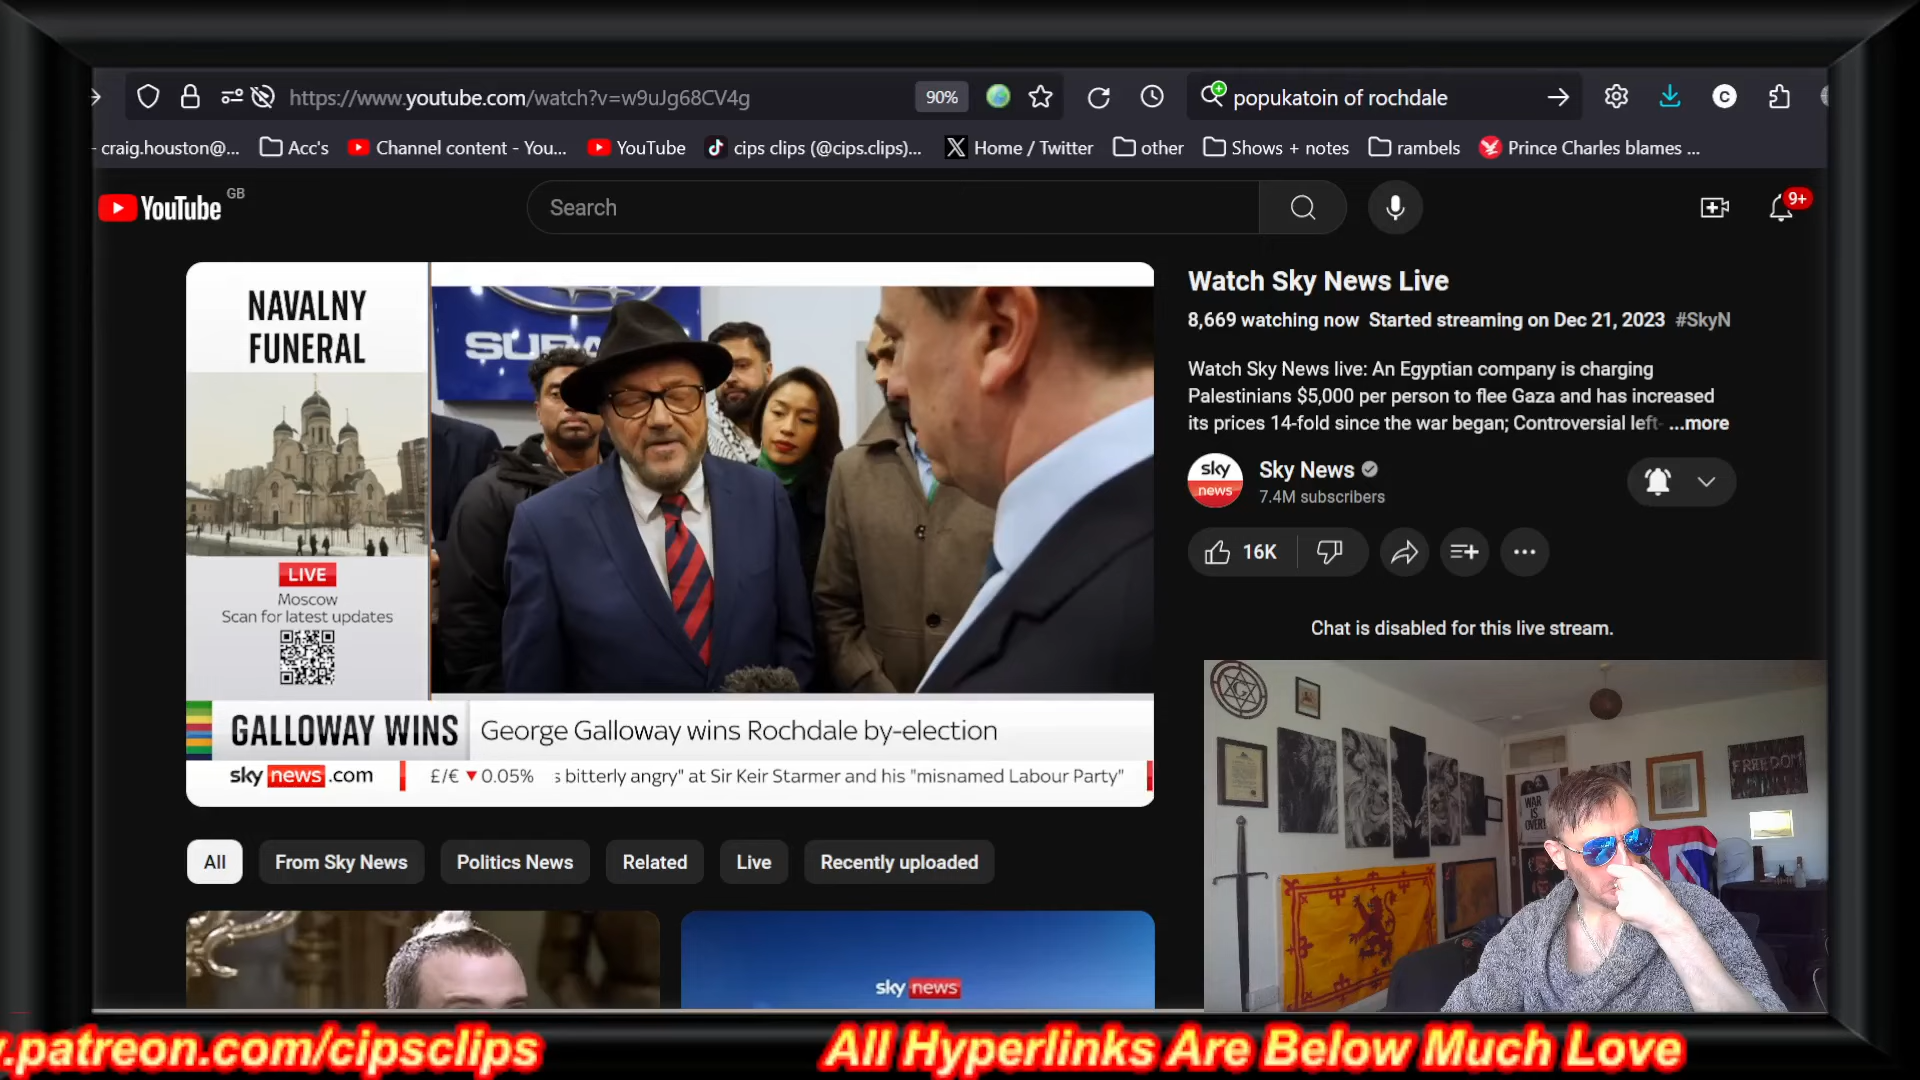 https://www.youtube.com/watch?v=w9uJg68CV4g
90%
popukatoin of rochdale
craig.houston@...
Acc's
Channel content - You...
YouTube
cips clips (@cips.clips)...
Home / Twitter
other
Shows + notes
rambels
Prince Charles blames ...
YouTube
GB
Search
9+
NAVALNY
FUNERAL
LIVE
Moscow
Scan for latest updates
SUBA
GALLOWAY WINS
George Galloway wins Rochdale by-election
sky news .com
£/€ ▼ 0.05%
s bitterly angry" at Sir Keir Starmer and his "misnamed Labour Party"
Watch Sky News Live
8,669 watching now Started streaming on Dec 21, 2023 #SkyN
Watch Sky News live: An Egyptian company is charging
Palestinians $5,000 per person to flee Gaza and has increased
its prices 14-fold since the war began; Controversial left- ...more
sky
news
Sky News
7.4M subscribers
16K
Chat is disabled for this live stream.
WAR
IS
OVER!
FREEDOM
All
From Sky News
Politics News
Related
Live
Recently uploaded
sky news
.patreon.com/cipsclips
All Hyperlinks Are Below Much Love